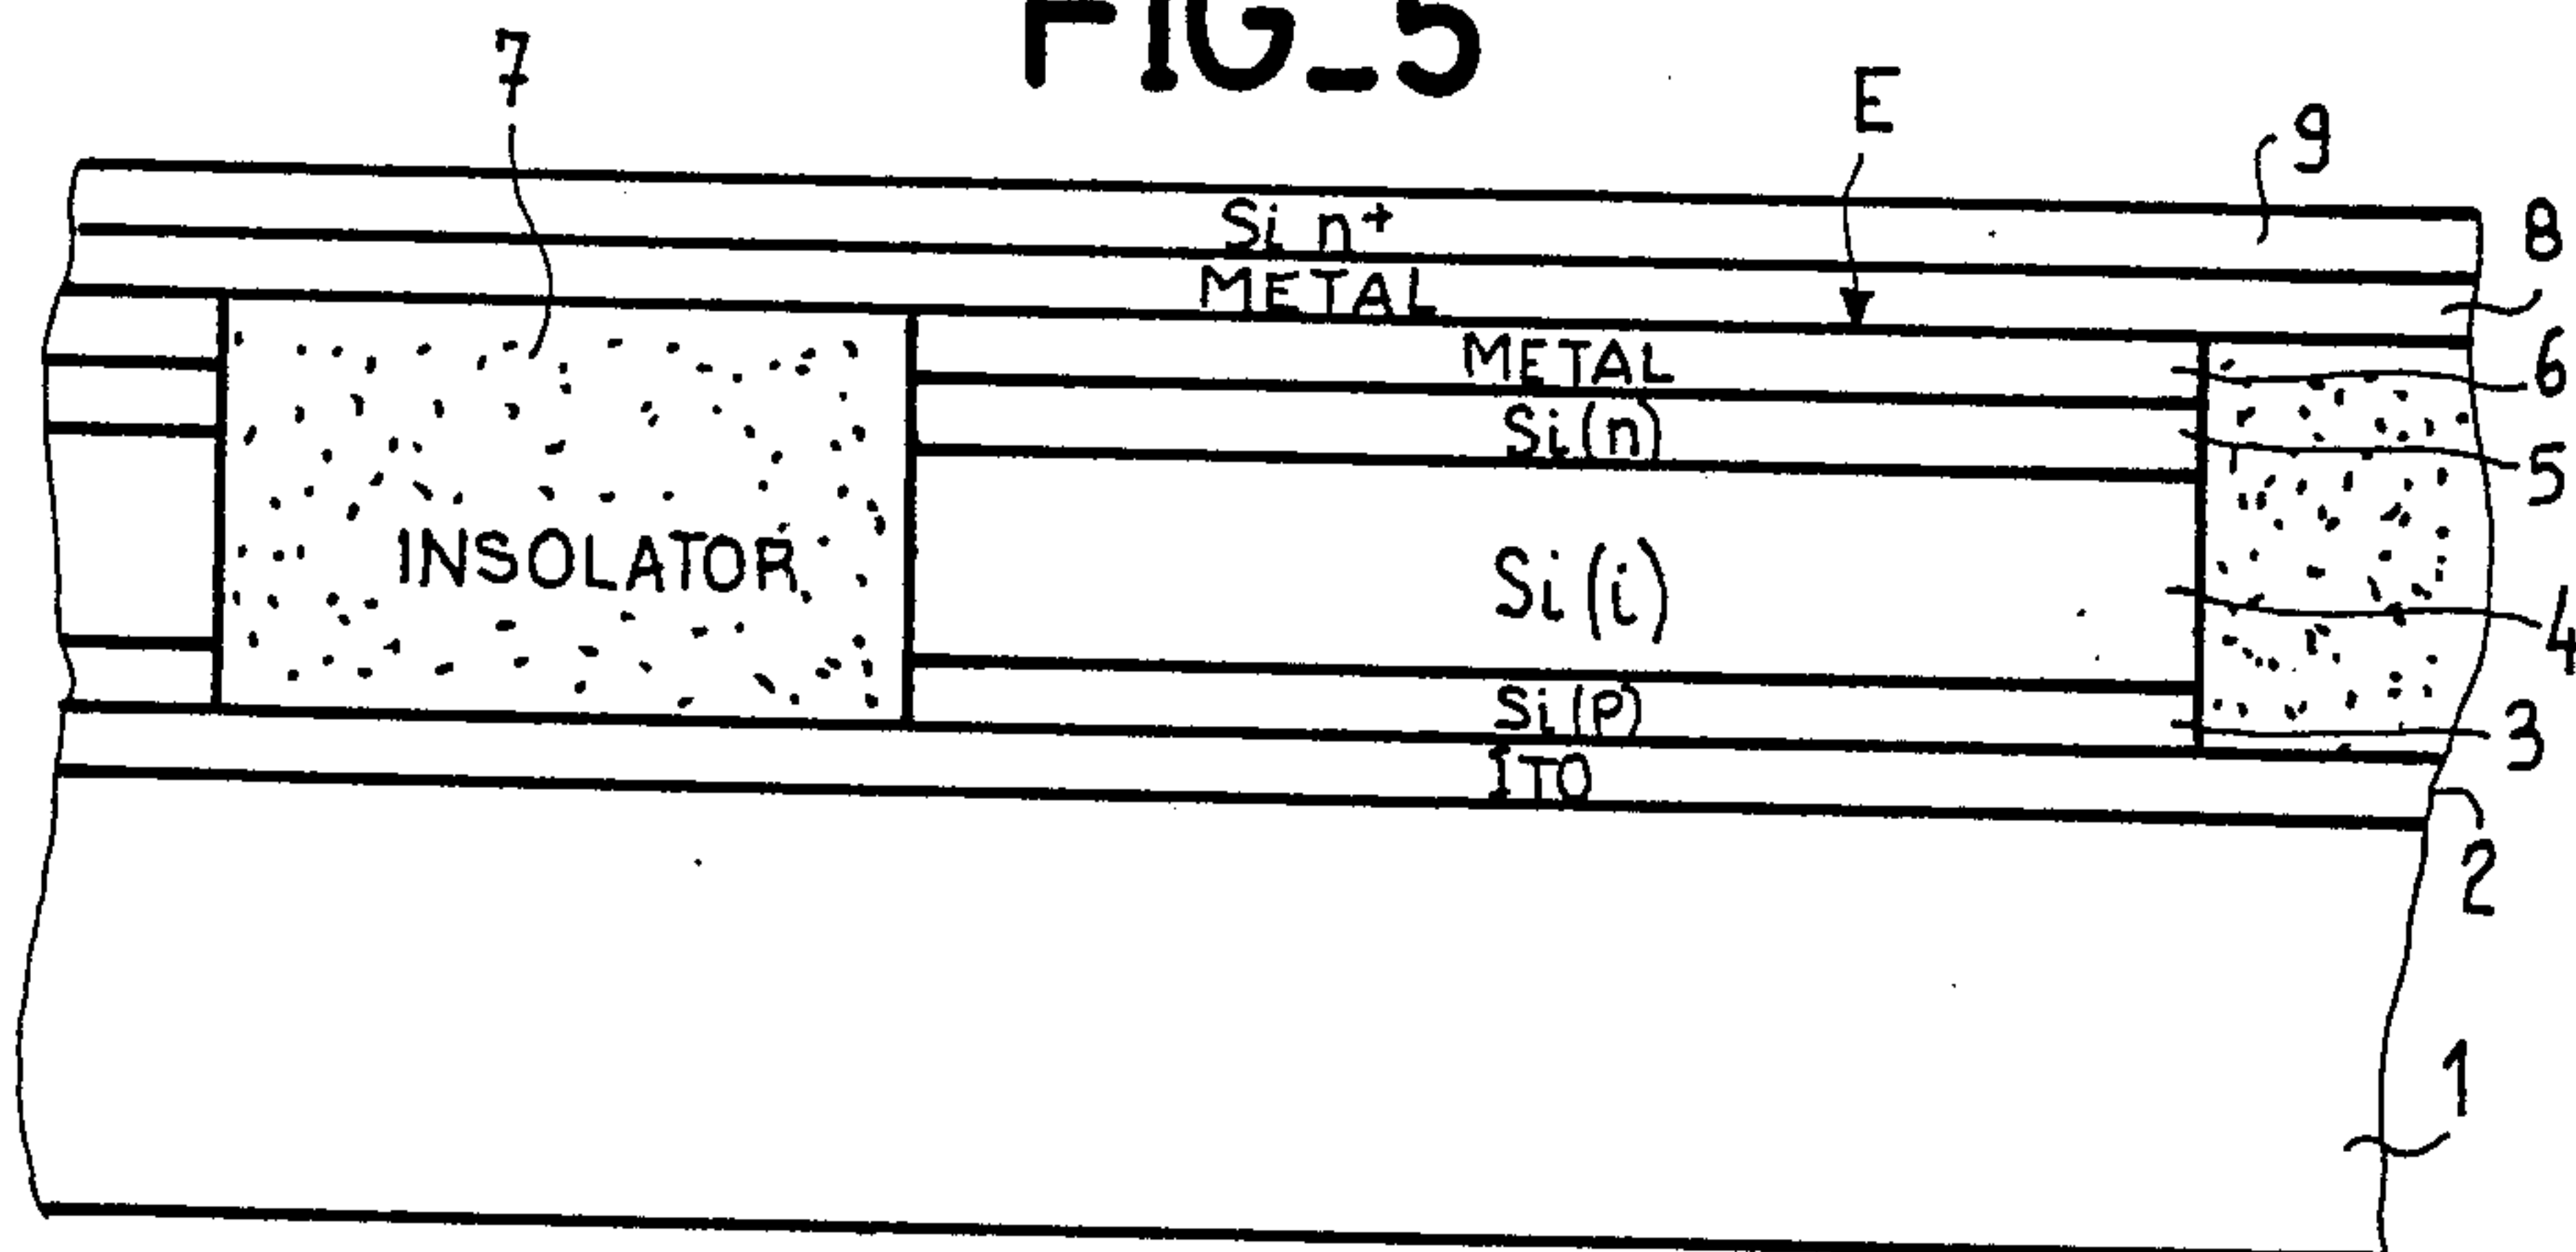 FIG_5
7
E
9
Si n+
8
METAL
METAL
6
Si(n)
5
INSOLATOR
Si(i)
4
Si(p)
3
ITO
2
1